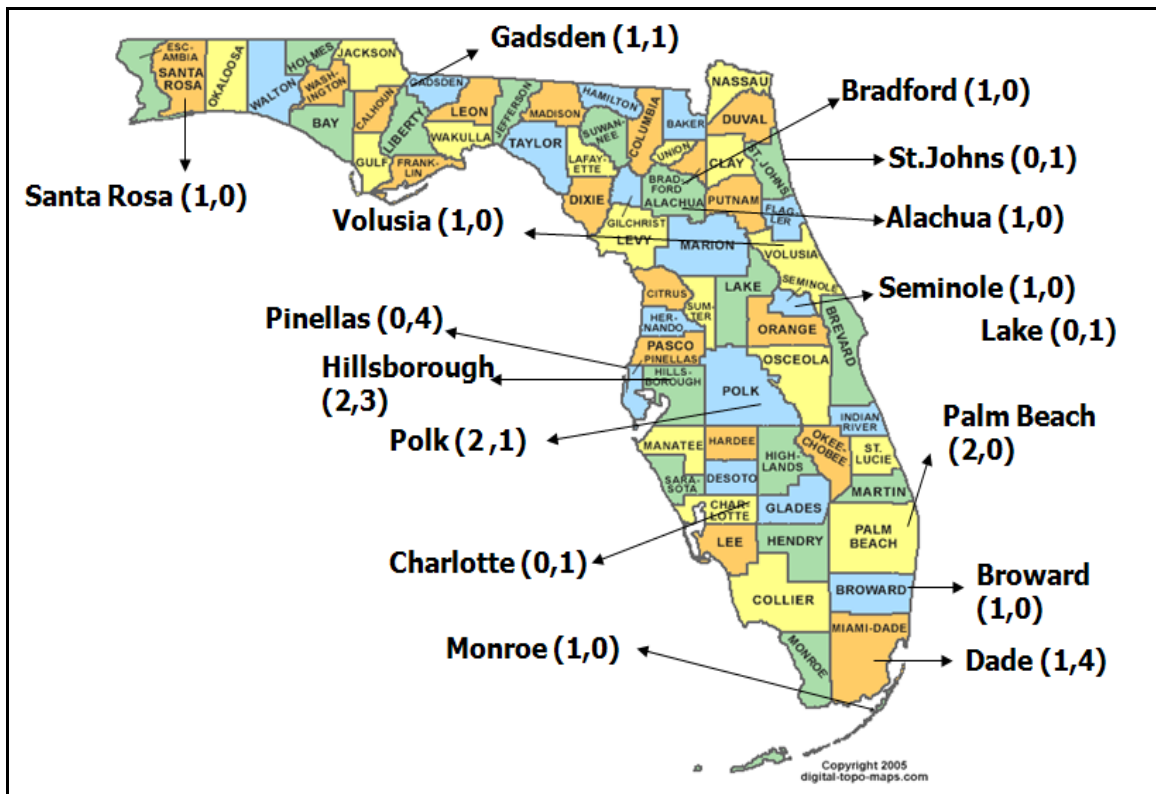 Gadsden (1,1)
Bradford (1,0)
St.Johns (0,1)
Santa Rosa (1,0)
Volusia (1,0)
Alachua (1,0)
Seminole (1,0)
Lake (0,1)
Pinellas (0,4)
Hillsborough
(2,3)
Polk (2 ,1)
Palm Beach
(2,0)
Charlotte (0,1)
Broward
(1,0)
Monroe (1,0)
Dade (1,4)
ESC-
AMBIA
SANTA
ROSA
OKALOOSA
WALTON
HOLMES
WASH-
INGTON
JACKSON
BAY
CALHOUN
GULF
LIBERTY
GADSDEN
FRANK-
LIN
LEON
WAKULLA
JEFFERSON
MADISON
TAYLOR
HAMILTON
SUWAN-
NEE
LAFAY-
ETTE
DIXIE
COLUMBIA
BAKER
UNION
BRAD-
FORD
ALACHUA
GILCHRIST
LEVY
NASSAU
DUVAL
CLAY
ST. JOHNS
PUTNAM
FLAG-
LER
MARION
VOLUSIA
CITRUS
SUM-
TER
LAKE
SEMINOLE
HER-
NANDO
ORANGE
BREVARD
PASCO
PINELLAS
HILLS-
BOROUGH
POLK
OSCEOLA
INDIAN
RIVER
MANATEE
HARDEE
HIGH-
LANDS
OKEE-
CHOBEE
ST.
LUCIE
SARA-
SOTA
DESOTO
MARTIN
CHAR-
LOTTE
GLADES
LEE
HENDRY
PALM
BEACH
COLLIER
BROWARD
MONROE
MIAMI-DADE
Copyright 2005
digital-topo-maps.com